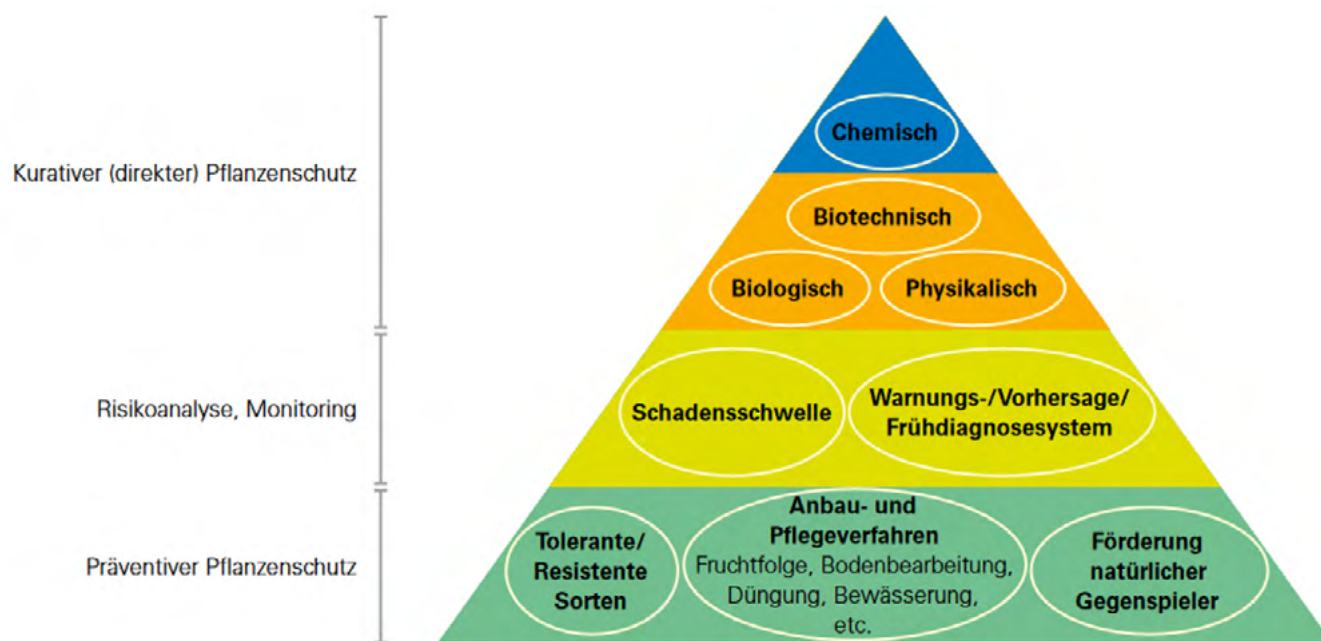 Chemisch
Kurativer (direkter) Pflanzenschutz
Biotechnisch
Biologisch
Physikalisch
Risikoanalyse, Monitoring
Schadensschwelle
Warnungs-/Vorhersage/
Frühdiagnosesystem
Präventiver Pflanzenschutz
Tolerante/
Resistente
Sorten
Anbau- und
Pflegeverfahren
Fruchtfolge, Bodenbearbeitung,
Düngung, Bewässerung,
etc.
Förderung
natürlicher
Gegenspieler